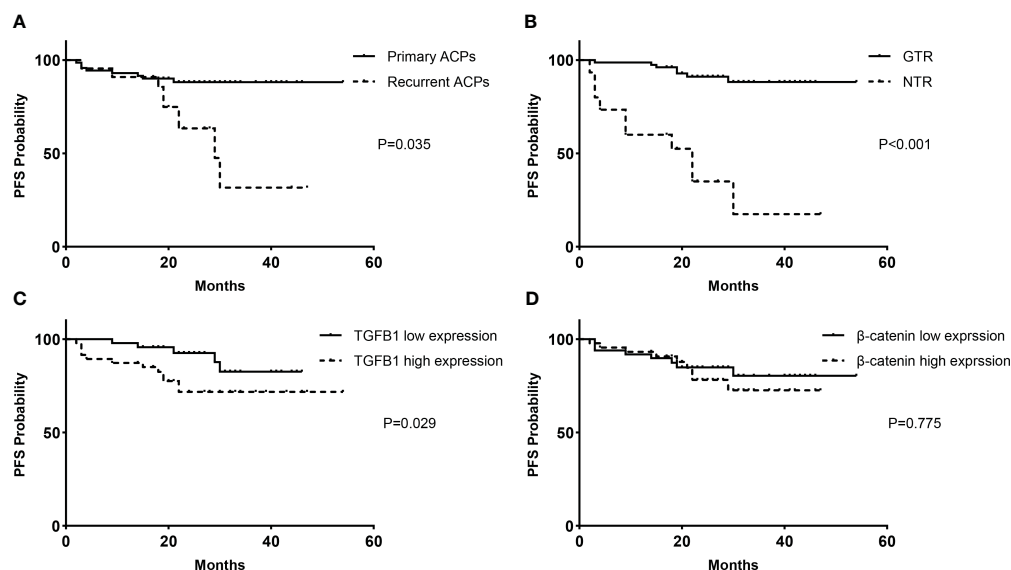 A
PFS Probability
100
50
0
0 20 40 60
Months
Primary ACPs
Recurrent ACPs
P=0.035
B
PFS Probability
100
50
0
0 20 40 60
Months
GTR
NTR
P<0.001
C
PFS Probability
100
50
0
0 20 40 60
Months
TGFB1 low expression
TGFB1 high expression
P=0.029
D
PFS Probability
100
50
0
0 20 40 60
Months
β-catenin low exprssion
β-catenin high exprssion
P=0.775